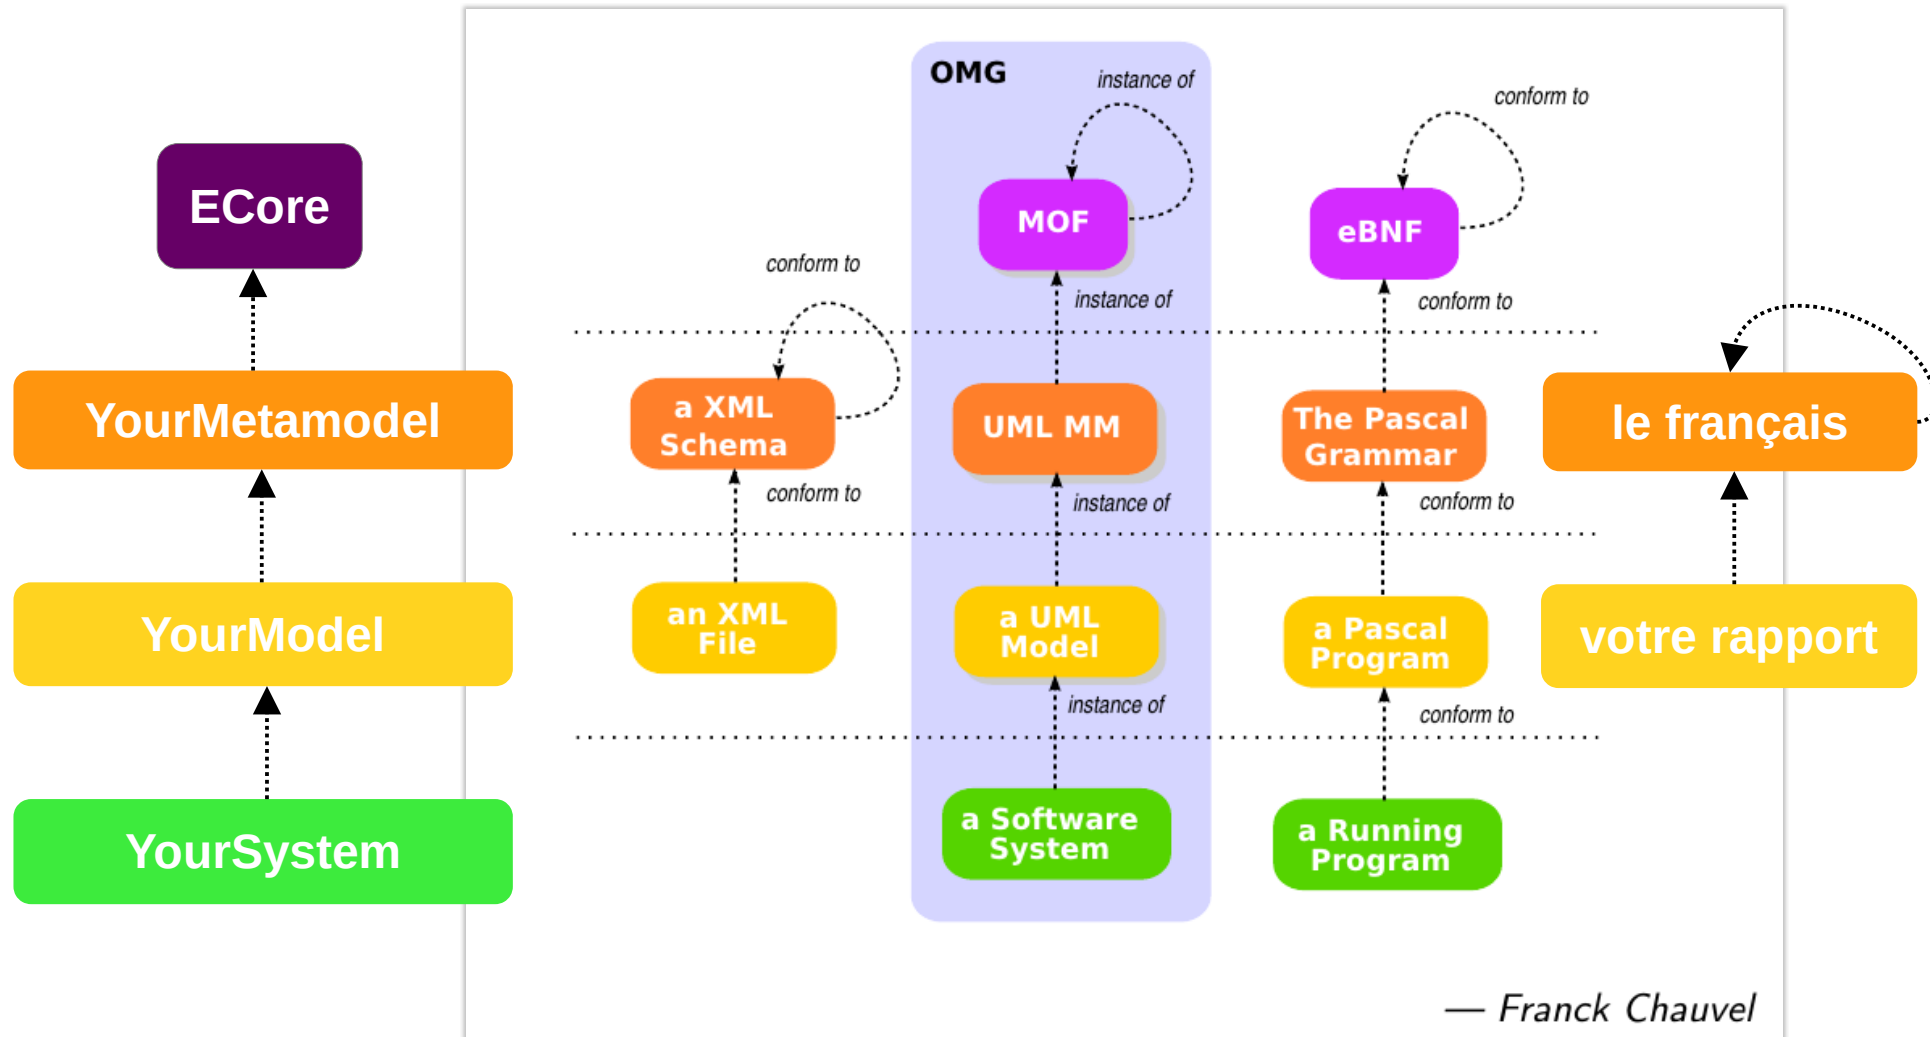 OMG
instance of
conform to
ECore
MOF
eBNF
conform to
instance of
conform to
YourMetamodel
a XML
Schema
UML MM
The Pascal
Grammar
le français
conform to
instance of
conform to
YourModel
an XML
File
a UML
Model
a Pascal
Program
votre rapport
instance of
conform to
YourSystem
a Software
System
a Running
Program
— Franck Chauvel